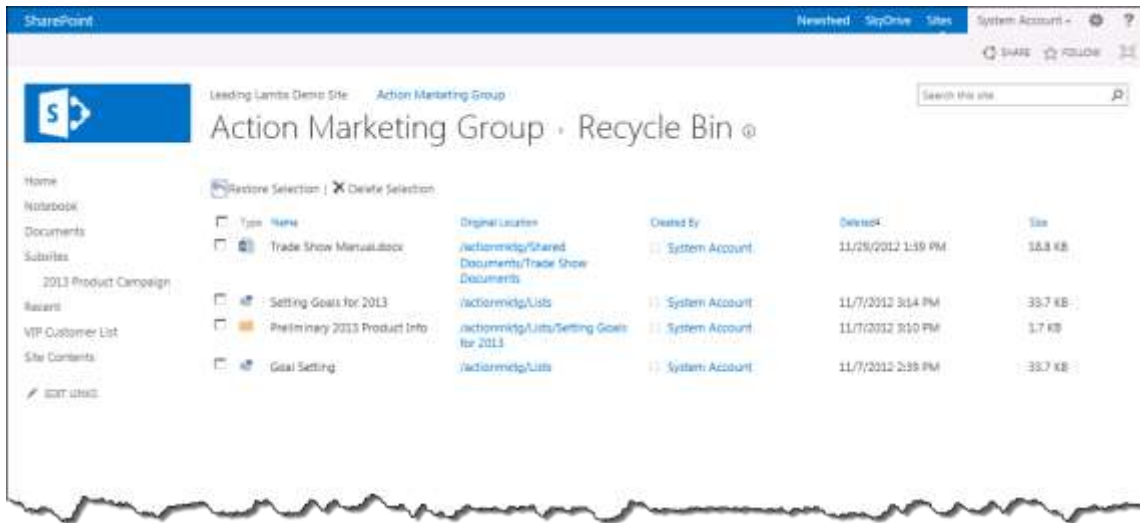 SharePoint Newsfeed SkyDrive Sites System Account ?
SHARE FOLLOW
S
Leading Lambs Demo Site Action Marketing Group Search this site
Action Marketing Group › Recycle Bin
Home
Notebook
Documents
Subsites
2013 Product Campaign
Recent
VIP Customer List
Site Contents
EDIT LINKS
Restore Selection | Delete Selection
Type Name Original Location Created By Deleted Size
Trade Show Manual.docx /actionmktg/Shared System Account 11/29/2012 1:39 PM 18.8 KB
Documents/Trade Show
Documents
Setting Goals for 2013 /actionmktg/Lists System Account 11/7/2012 3:14 PM 33.7 KB
Preliminary 2013 Product Info /actionmktg/Lists/Setting Goals System Account 11/7/2012 3:10 PM 1.7 KB
for 2013
Goal Setting /actionmktg/Lists System Account 11/7/2012 2:39 PM 33.7 KB